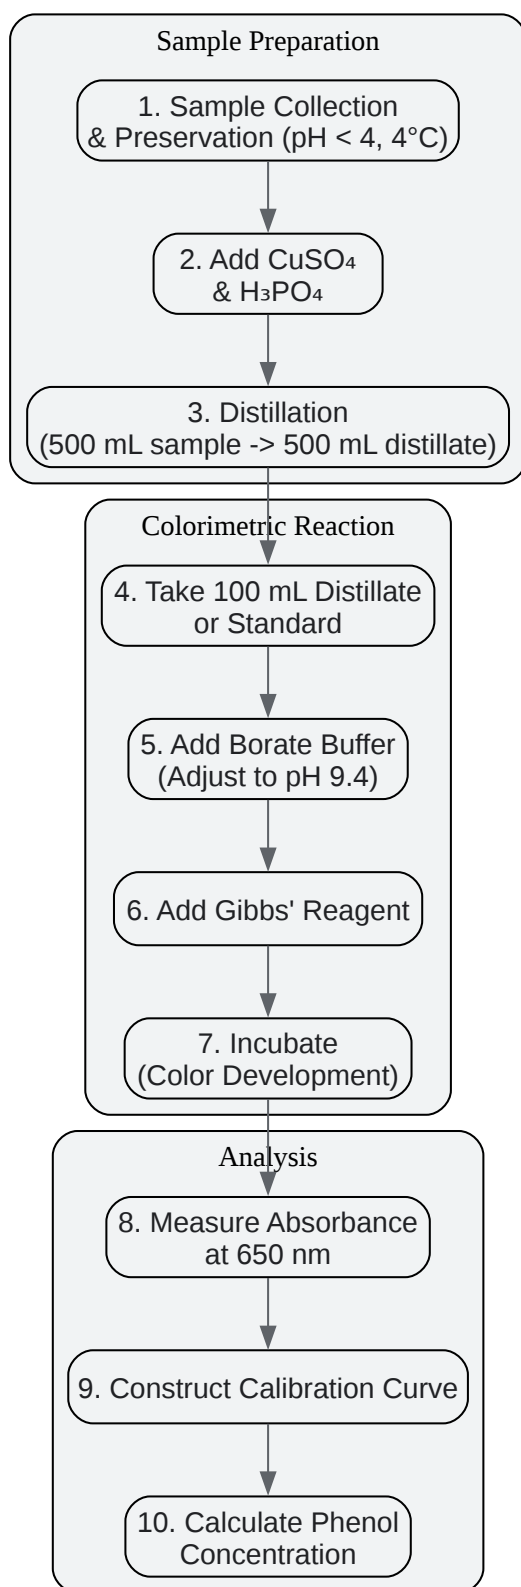 Sample Preparation
1. Sample Collection
& Preservation (pH < 4, 4°C)
2. Add CuSO₄
& H₃PO₄
3. Distillation
(500 mL sample -> 500 mL distillate)
Colorimetric Reaction
4. Take 100 mL Distillate
or Standard
5. Add Borate Buffer
(Adjust to pH 9.4)
6. Add Gibbs' Reagent
7. Incubate
(Color Development)
Analysis
8. Measure Absorbance
at 650 nm
9. Construct Calibration Curve
10. Calculate Phenol
Concentration